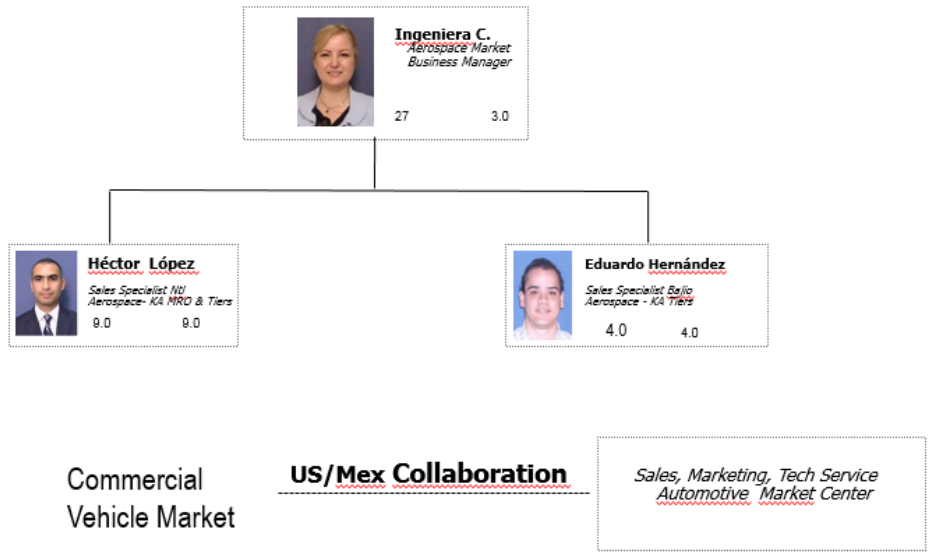 Ingeniera C.
Aerospace Market
Business Manager
27 3.0
Héctor López
Sales Specialist Ntl
Aerospace- KA MRO & Tiers
9.0 9.0
Eduardo Hernández
Sales Specialist Bajio
Aerospace - KA Tiers
4.0 4.0
Commercial
Vehicle Market
US/Mex Collaboration
Sales, Marketing, Tech Service
Automotive Market Center